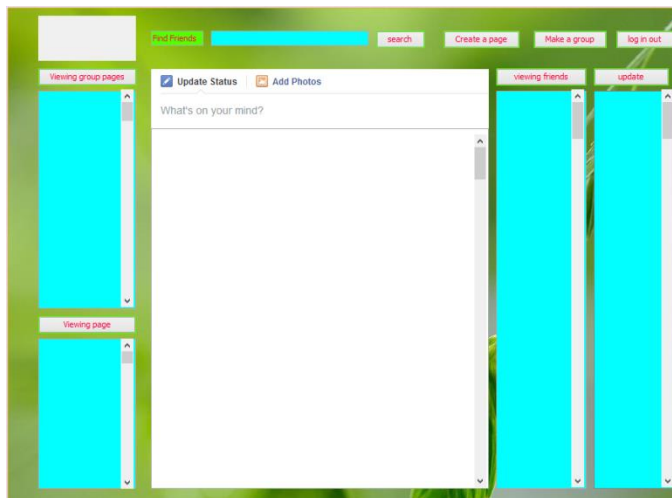 Find Friends search Create a page Make a group log in out
Viewing group pages
Update Status Add Photos
viewing friends
update
What's on your mind?
Viewing page